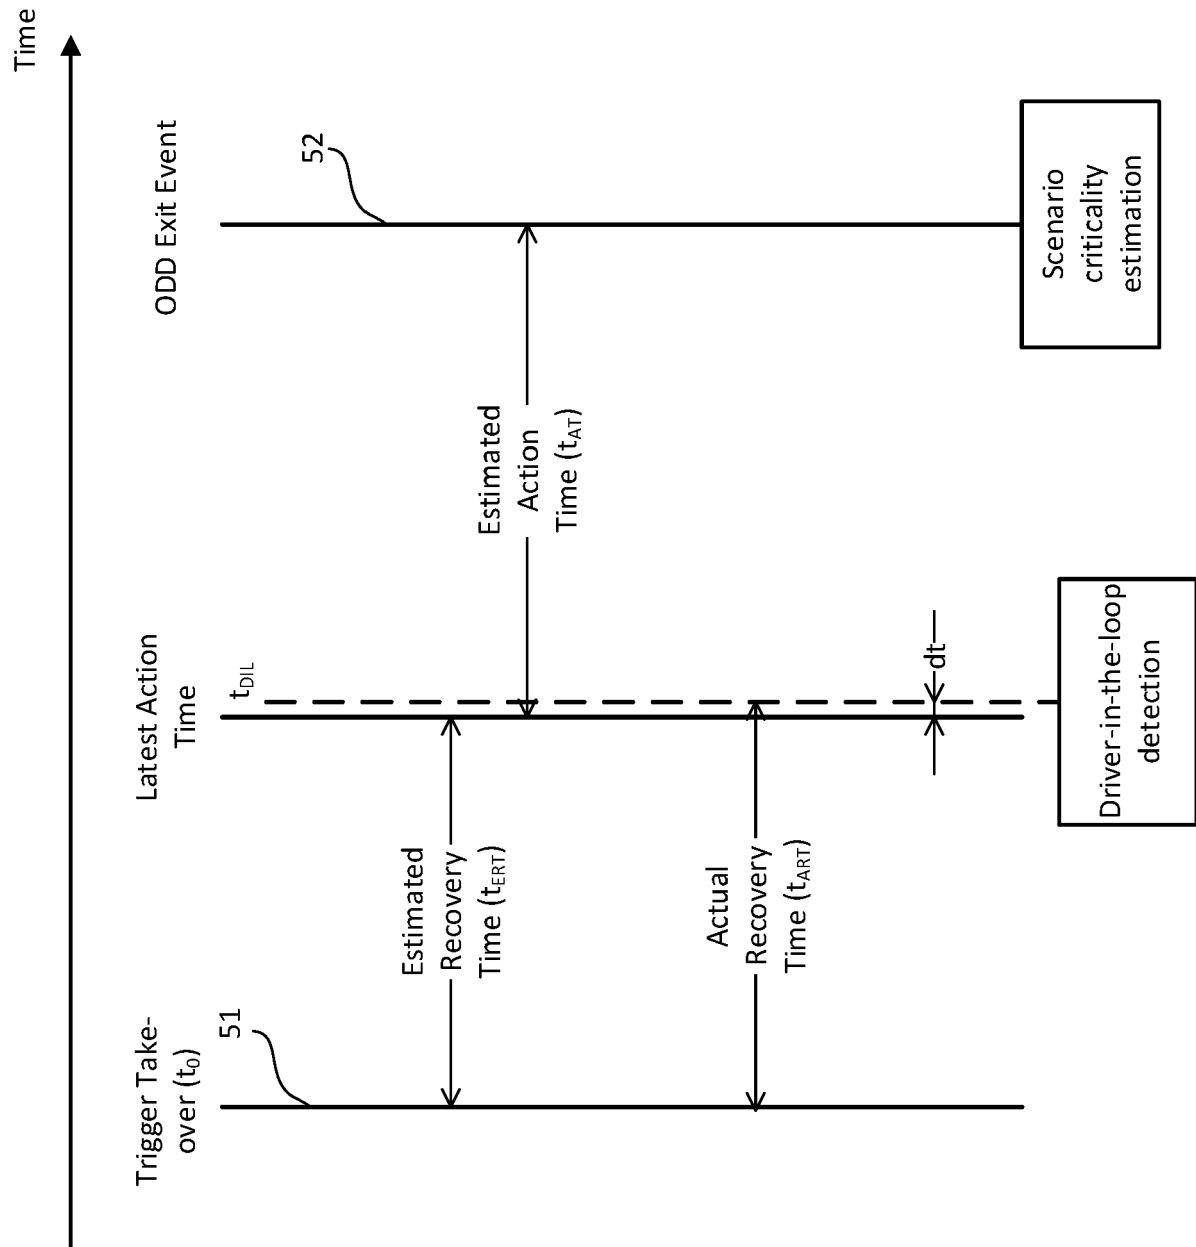 Time
Trigger Take-
over (t0)
51
Latest Action
Time
tDIL
ODD Exit Event
52
Estimated
Recovery
Time (tERT)
Estimated
Action
Time (tAT)
Actual
Recovery
Time (tART)
dt
Driver-in-the-loop
detection
Scenario
criticality
estimation